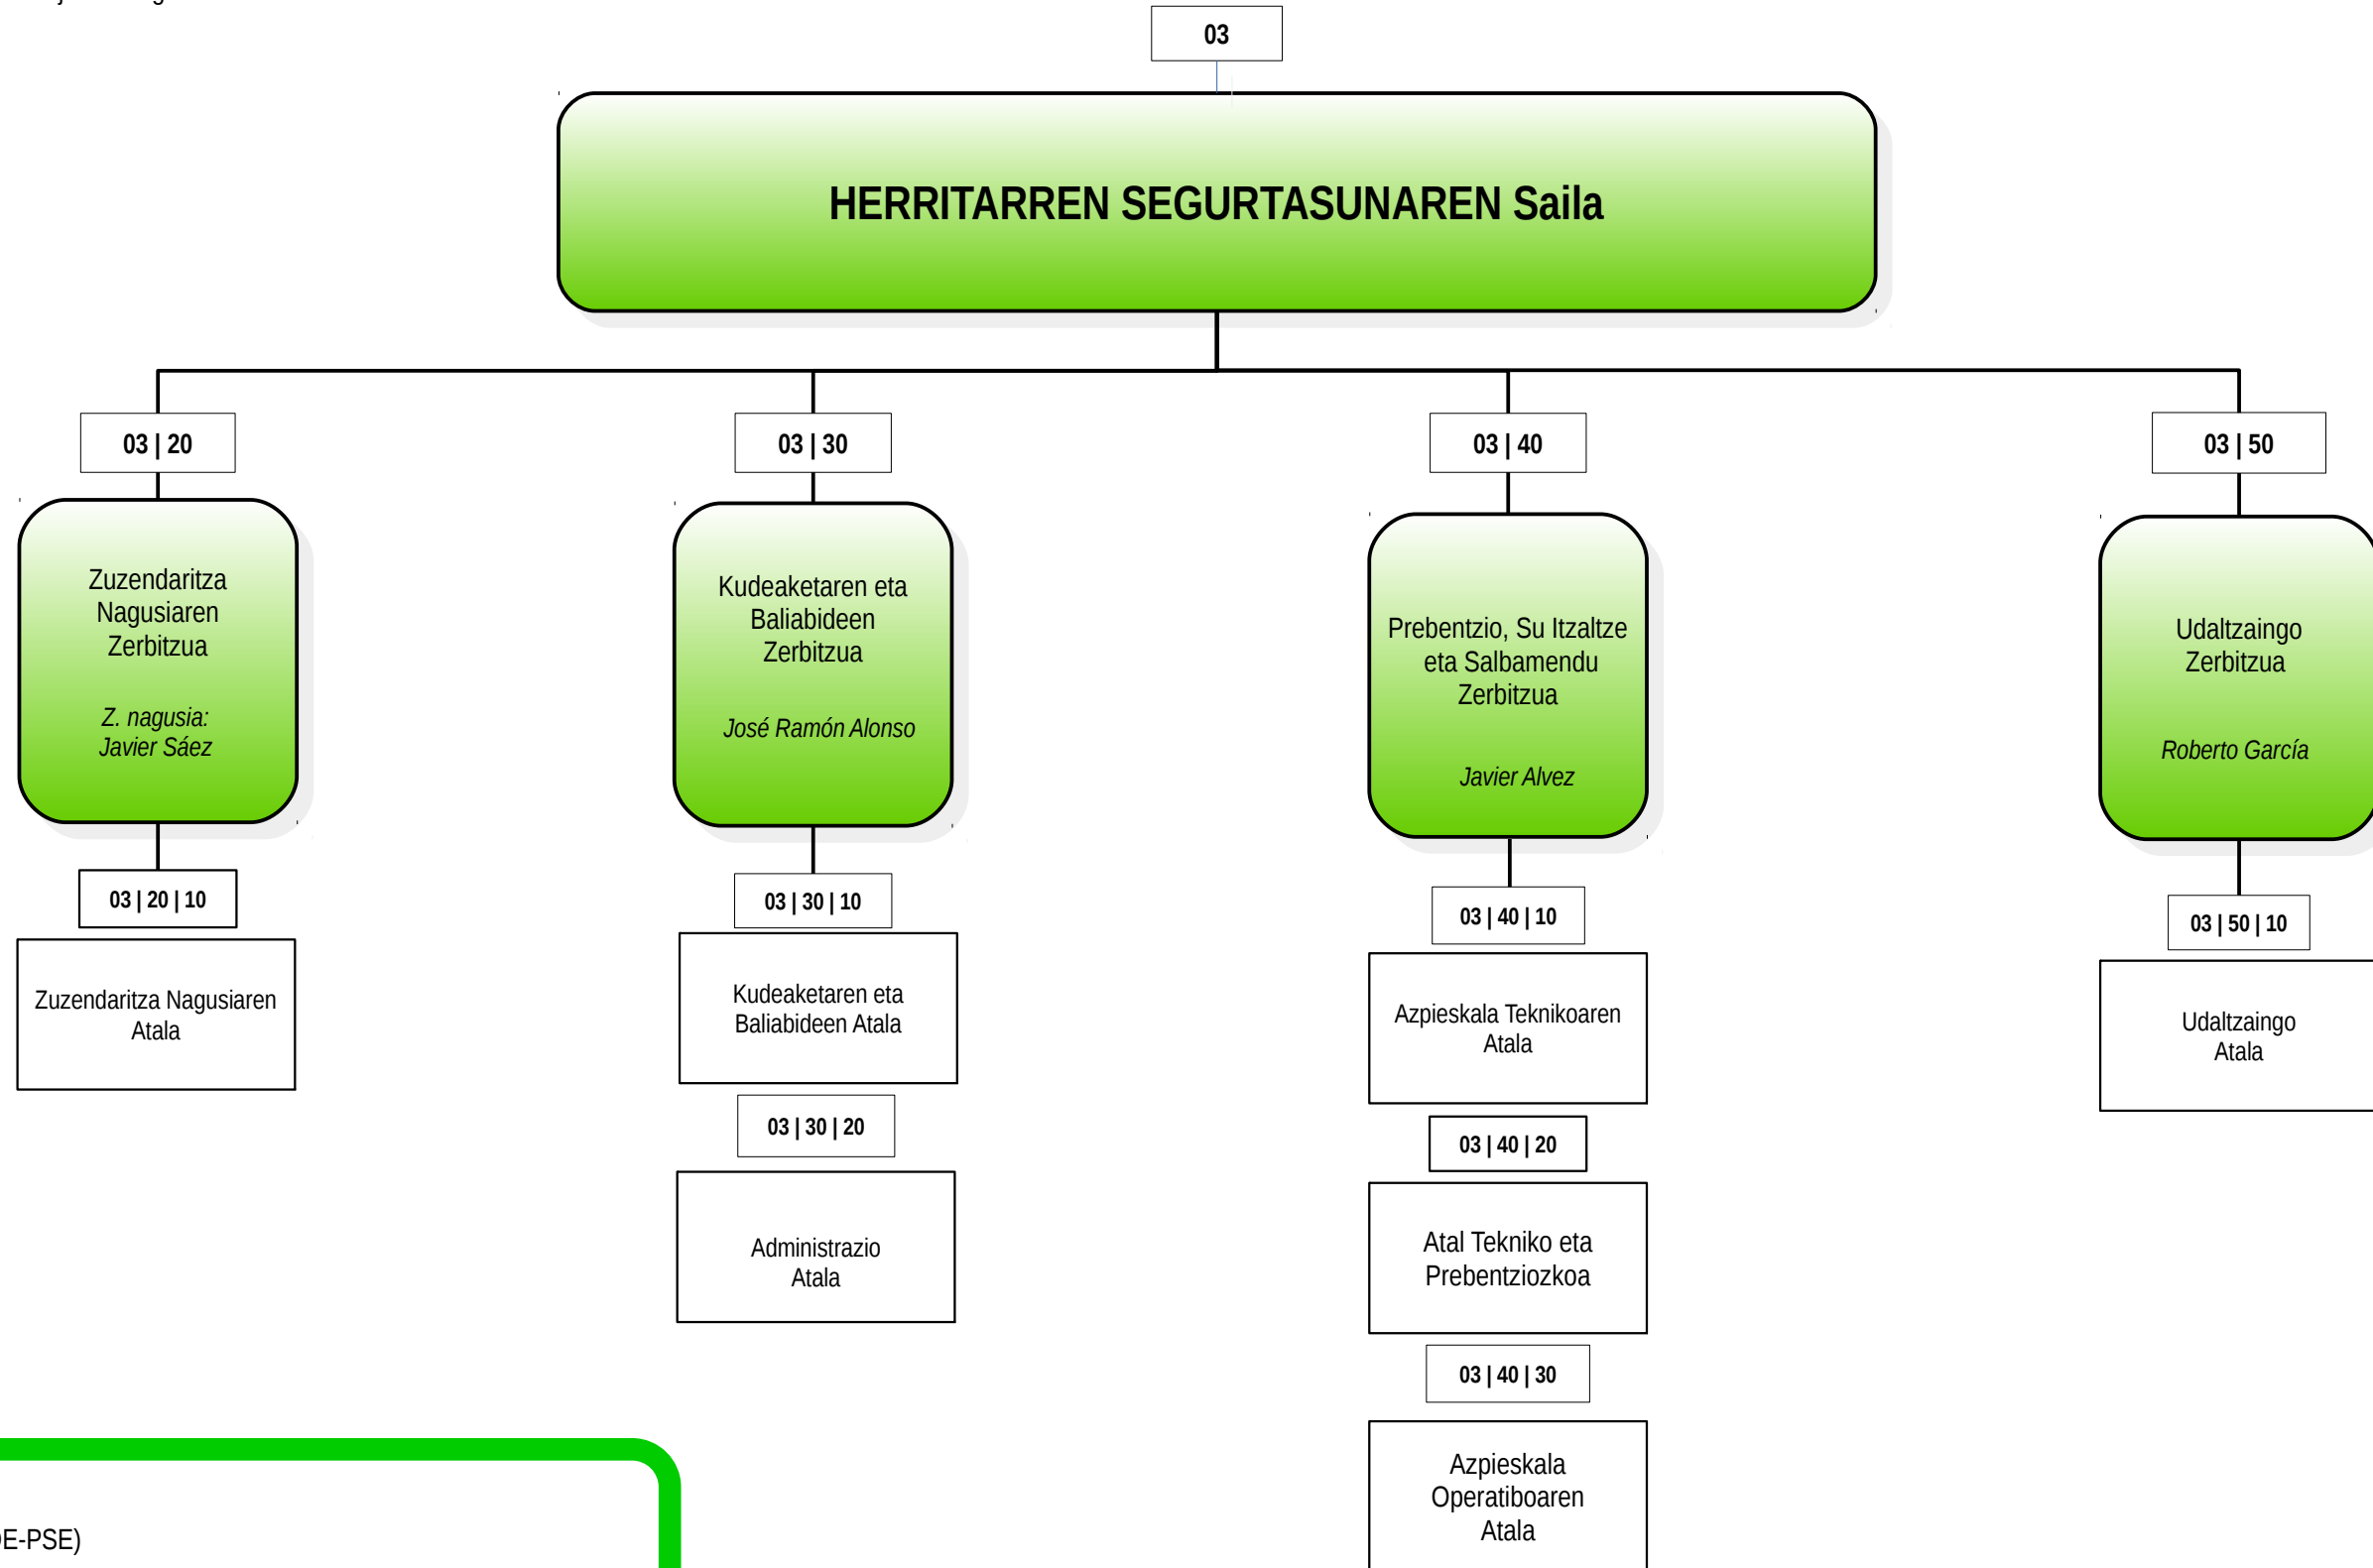 03
HERRITARREN SEGURTASUNAREN Saila
03 | 20
03 | 30
03 | 40
03 | 50
Zuzendaritza
Nagusiaren
Zerbitzua
Z. nagusia:
Javier Sáez
Kudeaketaren eta
Baliabideen
Zerbitzua
José Ramón Alonso
Prebentzio, Su Itzaltze
eta Salbamendu
Zerbitzua
Javier Alvez
Udaltzaingo
Zerbitzua
Roberto García
03 | 20 | 10
Zuzendaritza Nagusiaren
Atala
03 | 30 | 10
Kudeaketaren eta
Baliabideen Atala
03 | 30 | 20
Administrazio
Atala
03 | 40 | 10
Azpieskala Teknikoaren
Atala
03 | 40 | 20
Atal Tekniko eta
Prebentziozkoa
03 | 40 | 30
Azpieskala
Operatiboaren
Atala
03 | 50 | 10
Udaltzaingo
Atala
E-PSE)